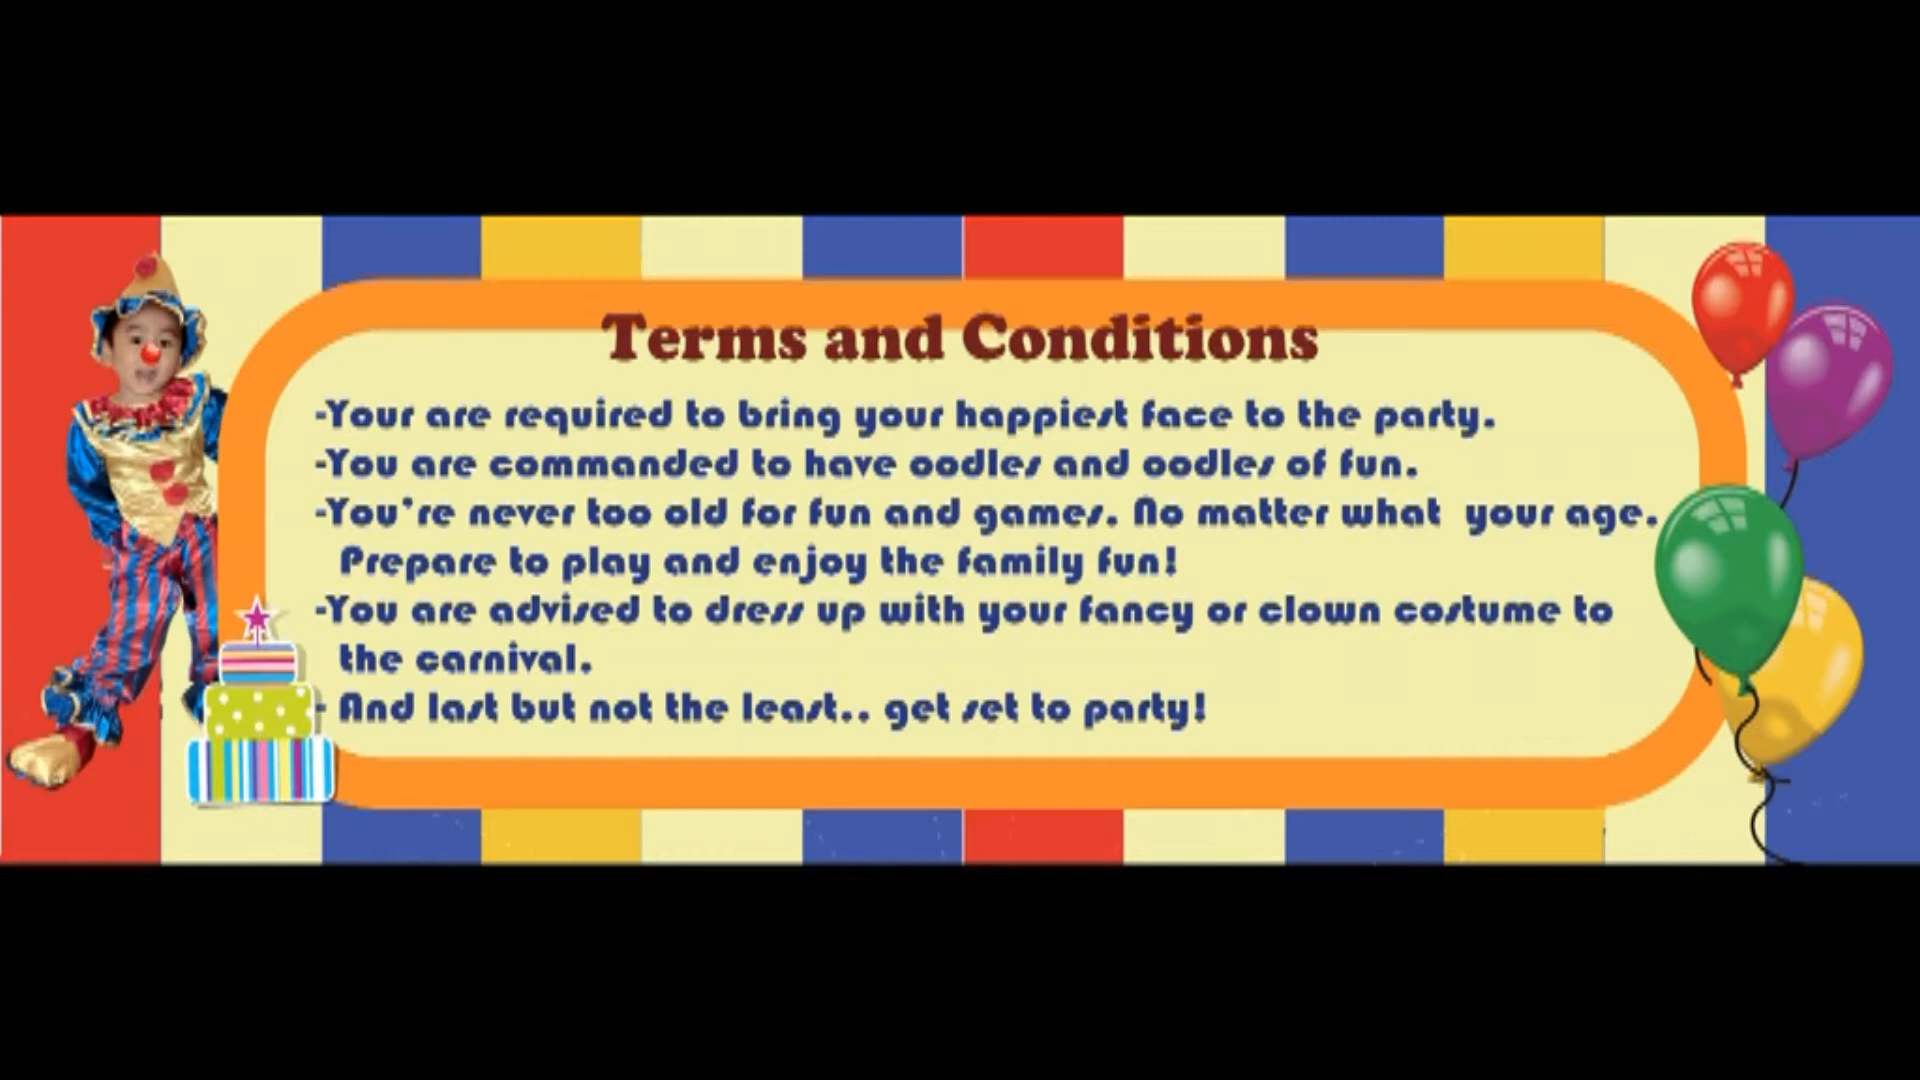 Terms and Conditions
-Your are required to bring your happiest face to the party.
-You are commanded to have oodles and oodles of fun.
-You're never too old for fun and games. No matter what your age.
Prepare to play and enjoy the family fun!
-You are advised to dress up with your fancy or clown costume to
the carnival.
- And last but not the least.. get set to party!